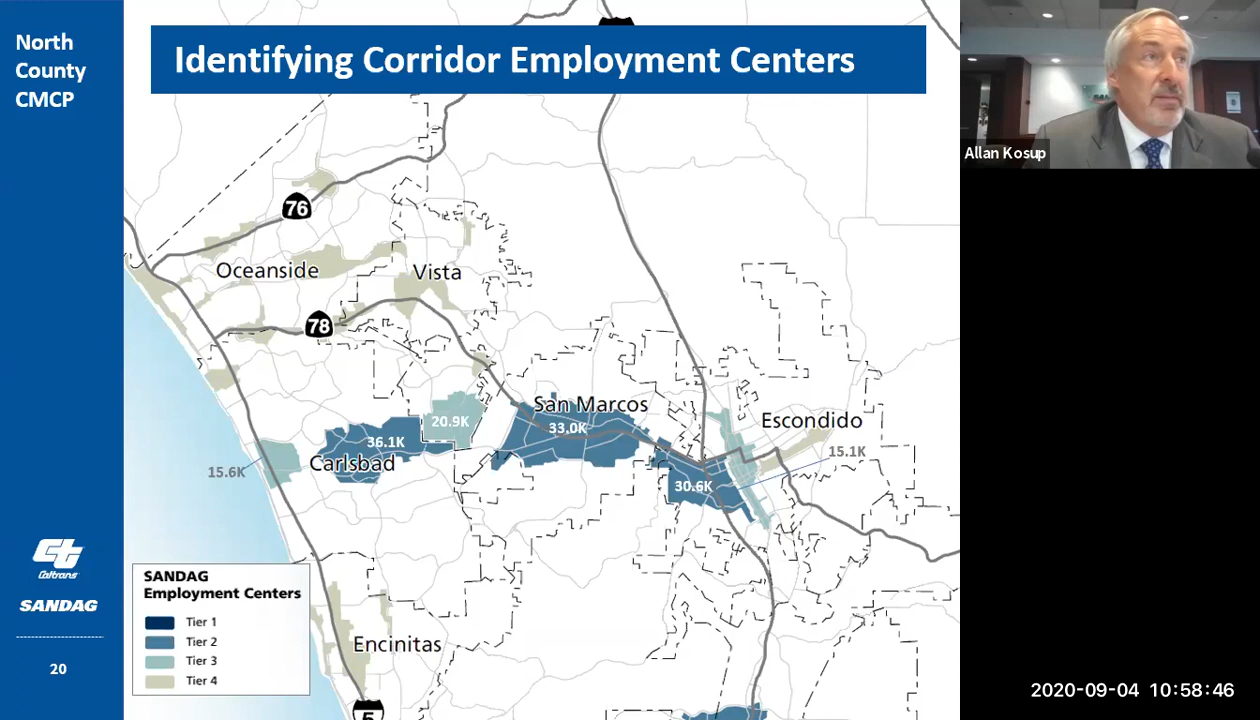 North
County
CMCP
Identifying Corridor Employment Centers
Allan Kosup
76
Oceanside
Vista
78
San Marcos
Escondido
20.9K
33.0K
36.1K
15.1K
Carlsbad
15.6K
30.6K
Caltrans
SANDAG
20
SANDAG
Employment Centers
Tier 1
Tier 2
Tier 3
Tier 4
Encinitas
5
2020-09-04 10:58:46